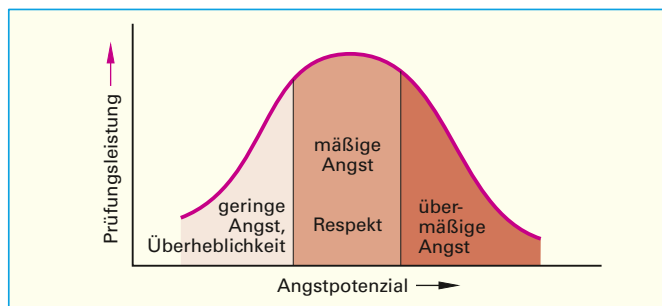 Prüfungsleistung
geringe
Angst,
Überheblichkeit
mäßige
Angst
Respekt
über-
mäßige
Angst
Angstpotenzial